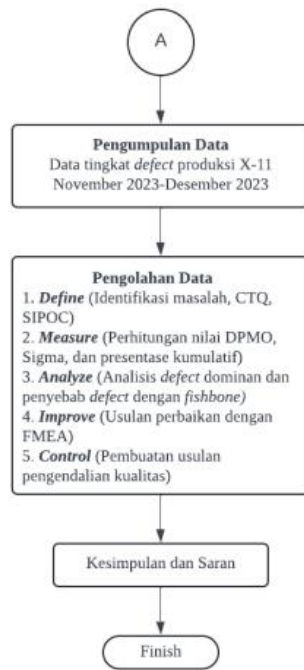 A
Pengumpulan Data
Data tingkat defect produksi X-11
November 2023-Desember 2023
Pengolahan Data
1. Define (Identifikasi masalah, CTQ,
SIPOC)
2. Measure (Perhitungan nilai DPMO,
Sigma, dan presentase kumulatif)
3. Analyze (Analisis defect dominan dan
penyebab defect dengan fishbone)
4. Improve (Usulan perbaikan dengan
FMEA)
5. Control (Pembuatan usulan
pengendalian kualitas)
Kesimpulan dan Saran
Finish